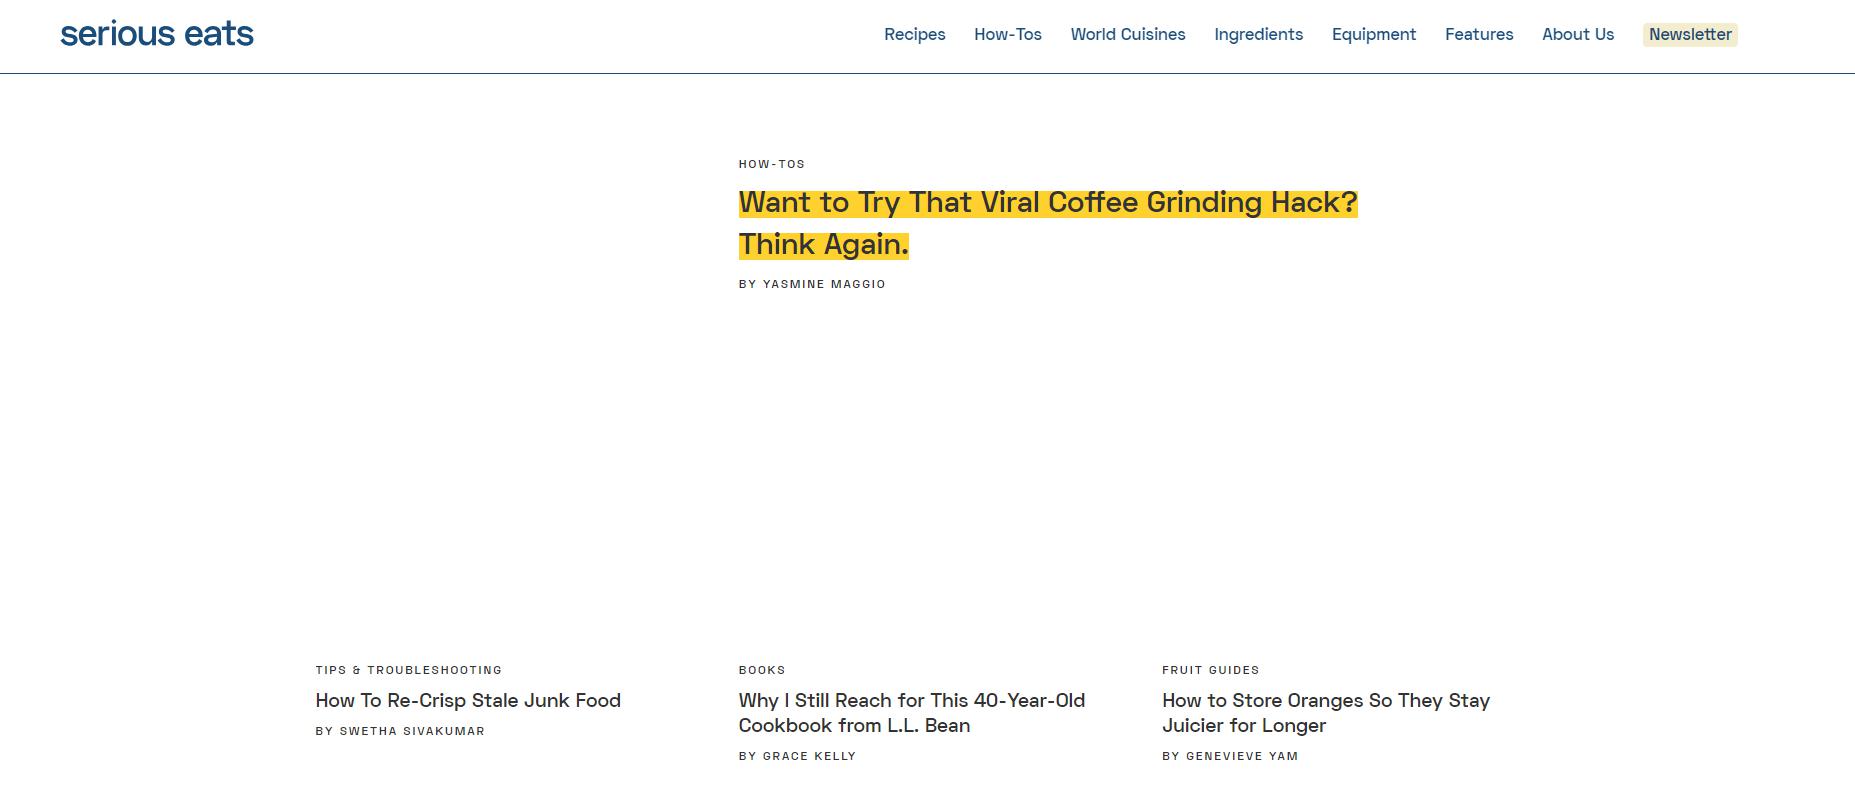 serious eats
Recipes How-Tos World Cuisines Ingredients Equipment Features About Us Newsletter
HOW-TOS
Want to Try That Viral Coffee Grinding Hack?
Think Again.
BY YASMINE MAGGIO
TIPS & TROUBLESHOOTING
How To Re-Crisp Stale Junk Food
BY SWETHA SIVAKUMAR
BOOKS
Why I Still Reach for This 40-Year-Old
Cookbook from L.L. Bean
BY GRACE KELLY
FRUIT GUIDES
How to Store Oranges So They Stay
Juicier for Longer
BY GENEVIEVE YAM